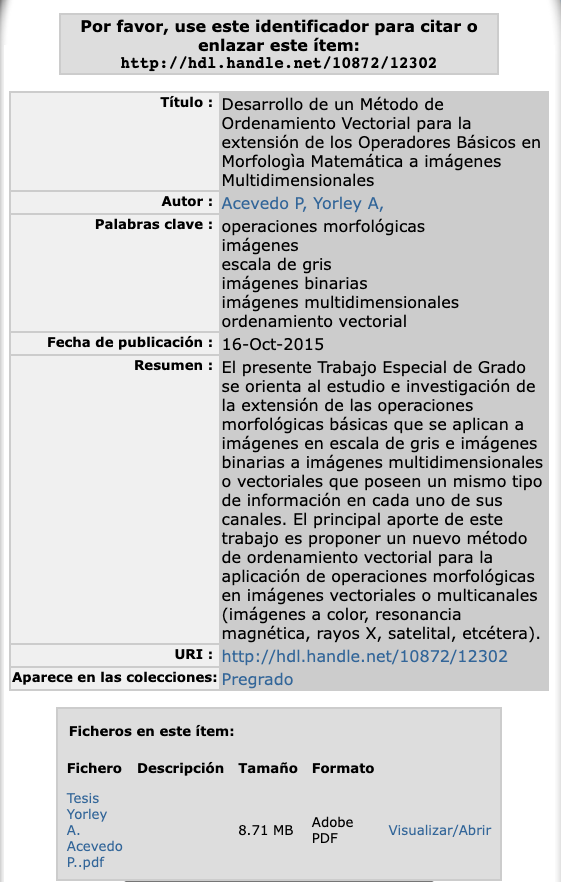 Por favor, use este identificador para citar o
enlazar este ítem:
http://hdl.handle.net/10872/12302
Título :
Desarrollo de un Método de
Ordenamiento Vectorial para la
extensión de los Operadores Básicos en
Morfologìa Matemática a imágenes
Multidimensionales
Autor :
Acevedo P, Yorley A,
Palabras clave :
operaciones morfológicas
imágenes
escala de gris
imágenes binarias
imágenes multidimensionales
ordenamiento vectorial
Fecha de publicación :
16-Oct-2015
Resumen :
El presente Trabajo Especial de Grado
se orienta al estudio e investigación de
la extensión de las operaciones
morfológicas básicas que se aplican a
imágenes en escala de gris e imágenes
binarias a imágenes multidimensionales
o vectoriales que poseen un mismo tipo
de información en cada uno de sus
canales. El principal aporte de este
trabajo es proponer un nuevo método
de ordenamiento vectorial para la
aplicación de operaciones morfológicas
en imágenes vectoriales o multicanales
(imágenes a color, resonancia
magnética, rayos X, satelital, etcétera).
URI :
http://hdl.handle.net/10872/12302
Aparece en las colecciones:
Pregrado
Ficheros en este ítem:
Fichero Descripción Tamaño Formato
Tesis
Yorley
A.
Acevedo
P..pdf
8.71 MB
Adobe
PDF
Visualizar/Abrir